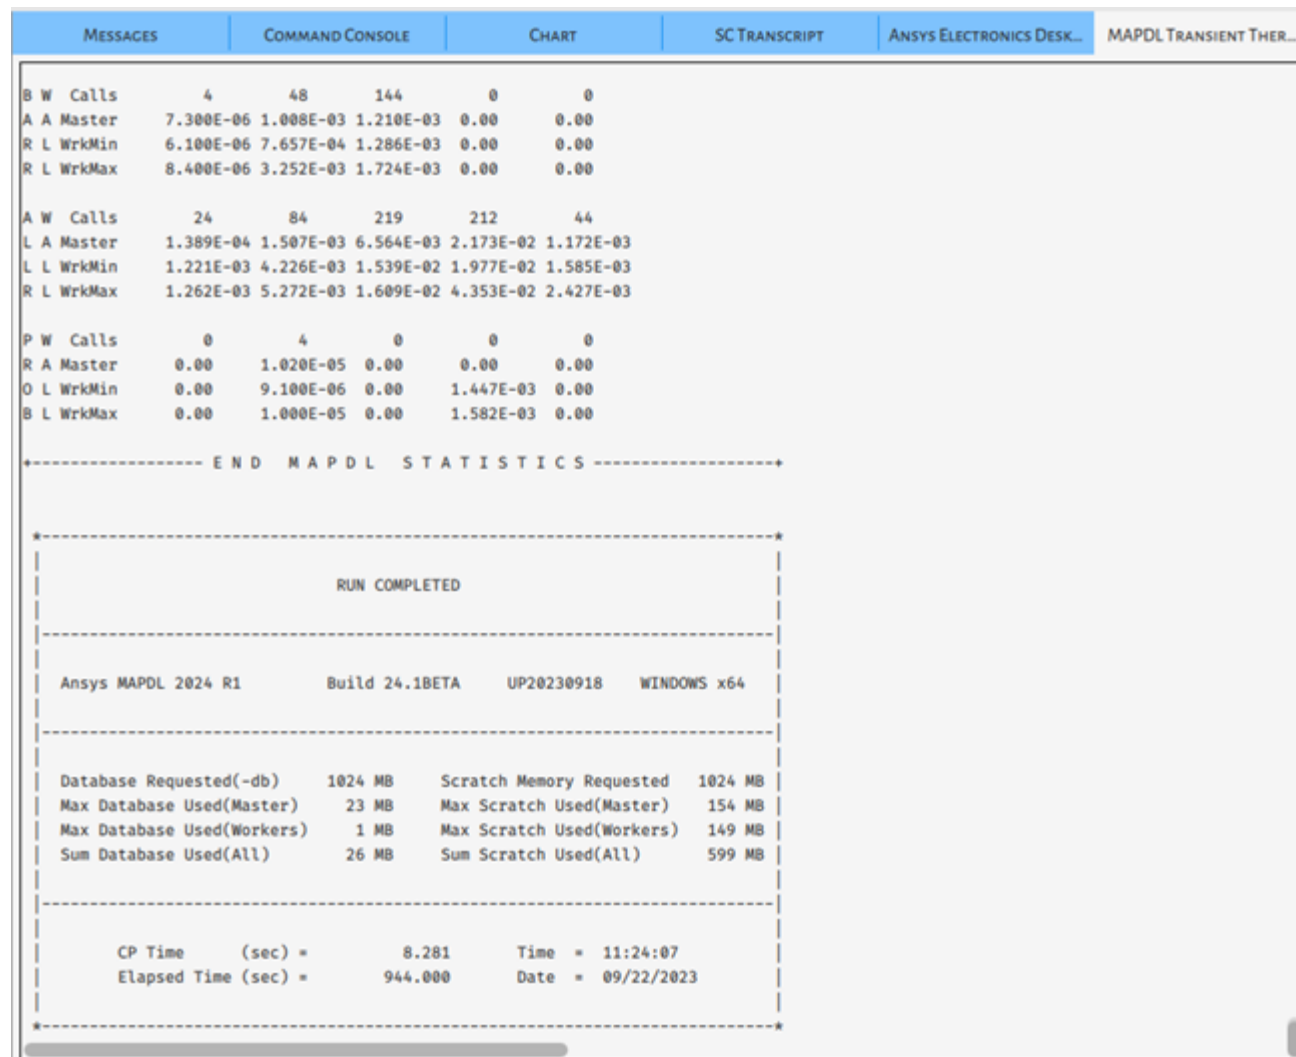 MESSAGES COMMAND CONSOLE CHART SC TRANSCRIPT ANSYS ELECTRONICS DESK... MAPDL TRANSIENT THER...
B W  Calls         4        48       144         0         0
A A Master     7.300E-06 1.008E-03 1.210E-03  0.00      0.00
R L WrkMin     6.100E-06 7.657E-04 1.286E-03  0.00      0.00
R L WrkMax     8.400E-06 3.252E-03 1.724E-03  0.00      0.00
A W  Calls        24        84       219       212        44
L A Master     1.389E-04 1.507E-03 6.564E-03 2.173E-02 1.172E-03
L L WrkMin     1.221E-03 4.226E-03 1.539E-02 1.977E-02 1.585E-03
R L WrkMax     1.262E-03 5.272E-03 1.609E-02 4.353E-02 2.427E-03
P W  Calls         0         4         0         0         0
R A Master      0.00     1.020E-05  0.00      0.00      0.00
O L WrkMin      0.00     9.100E-06  0.00     1.447E-03  0.00
B L WrkMax      0.00     1.000E-05  0.00     1.582E-03  0.00
+------------------ E N D   M A P D L   S T A T I S T I C S -------------------+
RUN COMPLETED
Ansys MAPDL 2024 R1         Build 24.1BETA     UP20230918    WINDOWS x64
Database Requested(-db)     1024 MB     Scratch Memory Requested   1024 MB
Max Database Used(Master)     23 MB     Max Scratch Used(Master)    154 MB
Max Database Used(Workers)     1 MB     Max Scratch Used(Workers)   149 MB
Sum Database Used(All)        26 MB     Sum Scratch Used(All)       599 MB
CP Time      (sec) =          8.281       Time  =  11:24:07
Elapsed Time (sec) =        944.000       Date  =  09/22/2023